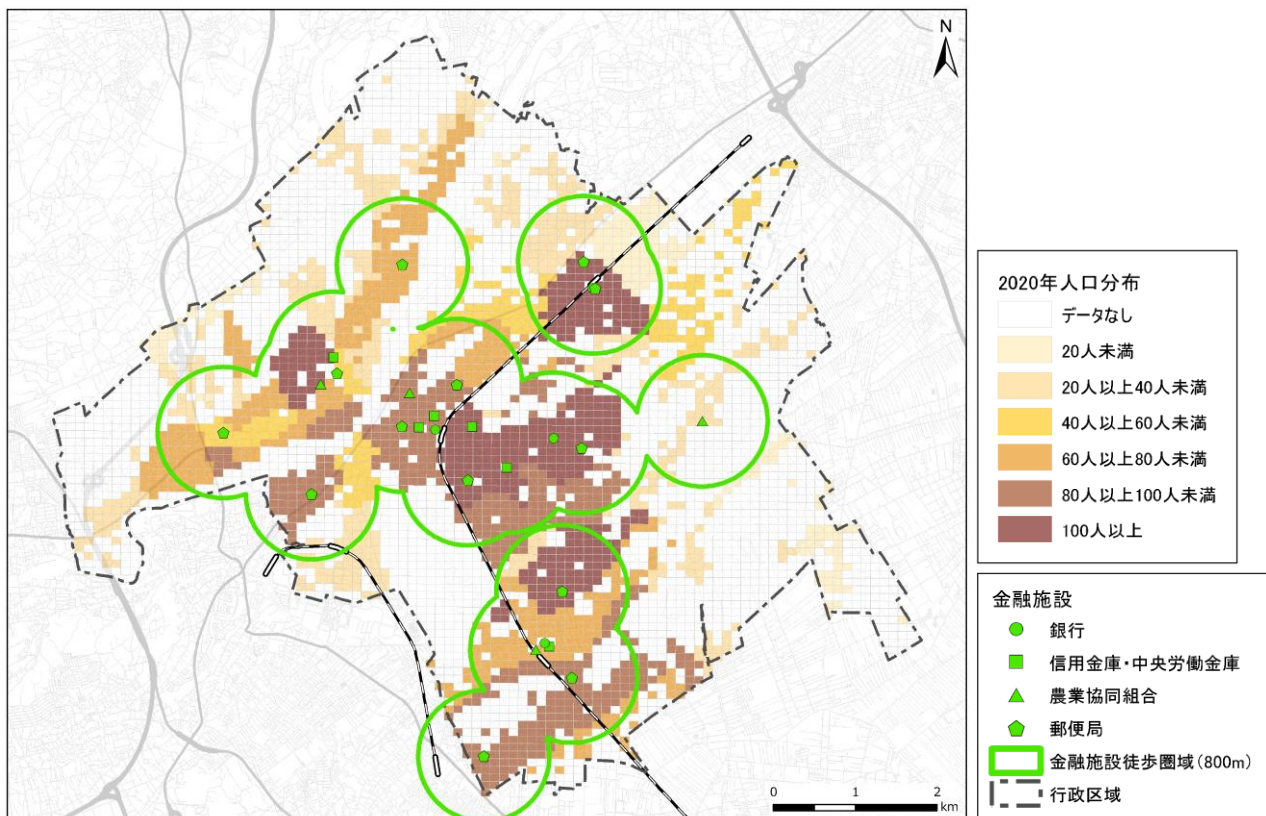 N
2020年人口分布
データなし
20人未満
20人以上40人未満
40人以上60人未満
60人以上80人未満
80人以上100人未満
100人以上
金融施設
銀行
信用金庫・中央労働金庫
農業協同組合
郵便局
金融施設徒歩圏域(800m)
行政区域
0 1 2
km